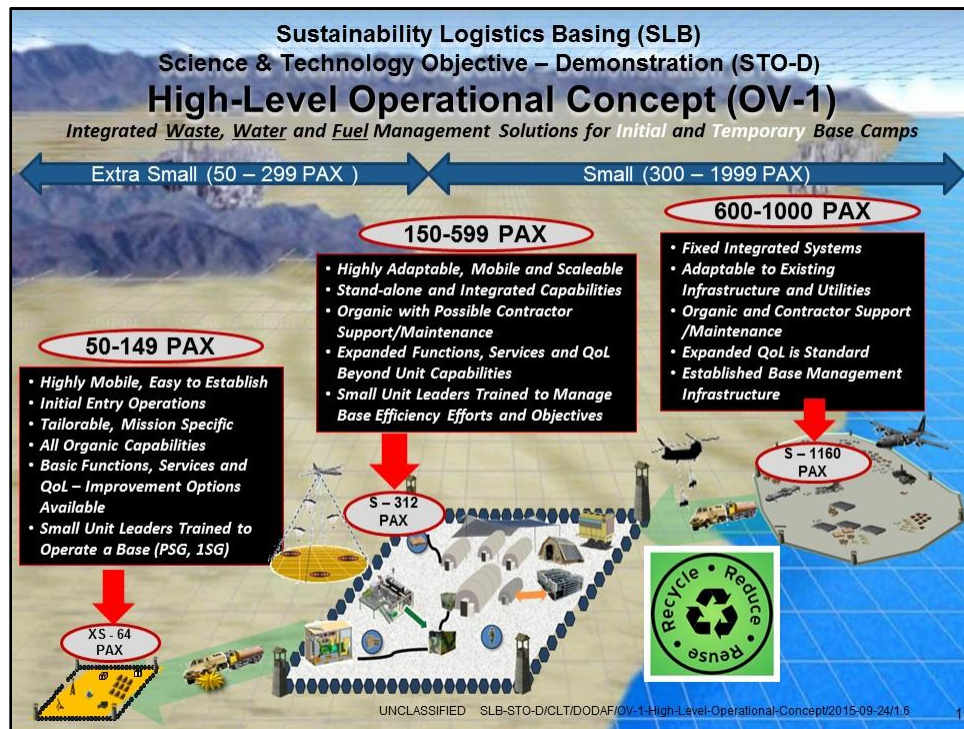 Sustainability Logistics Basing (SLB)
Science & Technology Objective – Demonstration (STO-D)
High-Level Operational Concept (OV-1)
Integrated Waste, Water and Fuel Management Solutions for Initial and Temporary Base Camps
Extra Small (50 – 299 PAX )
Small (300 – 1999 PAX)
50-149 PAX
• Highly Mobile, Easy to Establish
• Initial Entry Operations
• Tailorable, Mission Specific
• All Organic Capabilities
• Basic Functions, Services and
QoL – Improvement Options
Available
• Small Unit Leaders Trained to
Operate a Base (PSG, 1SG)
XS - 64
PAX
150-599 PAX
• Highly Adaptable, Mobile and Scaleable
• Stand-alone and Integrated Capabilities
• Organic with Possible Contractor
Support/Maintenance
• Expanded Functions, Services and QoL
Beyond Unit Capabilities
• Small Unit Leaders Trained to Manage
Base Efficiency Efforts and Objectives
S – 312
PAX
600-1000 PAX
• Fixed Integrated Systems
• Adaptable to Existing
Infrastructure and Utilities
• Organic and Contractor Support
/Maintenance
• Expanded QoL is Standard
• Established Base Management
Infrastructure
S – 1160
PAX
Recycle • Reduce • Reuse •
UNCLASSIFIED SLB-STO-D/CLT/DODAF/OV-1-High-Level-Operational-Concept/2015-09-24/1.6
1